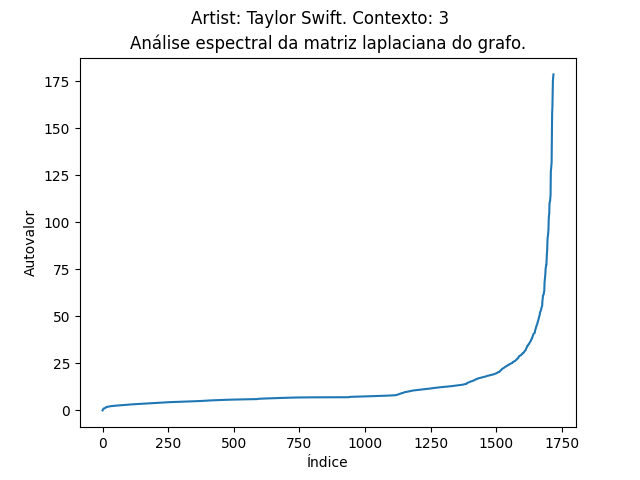 Artist: Taylor Swift. Contexto: 3
Análise espectral da matriz laplaciana do grafo.
175
150
125
100
75
50
25
0
Autovalor
0 250 500 750 1000 1250 1500 1750
Índice